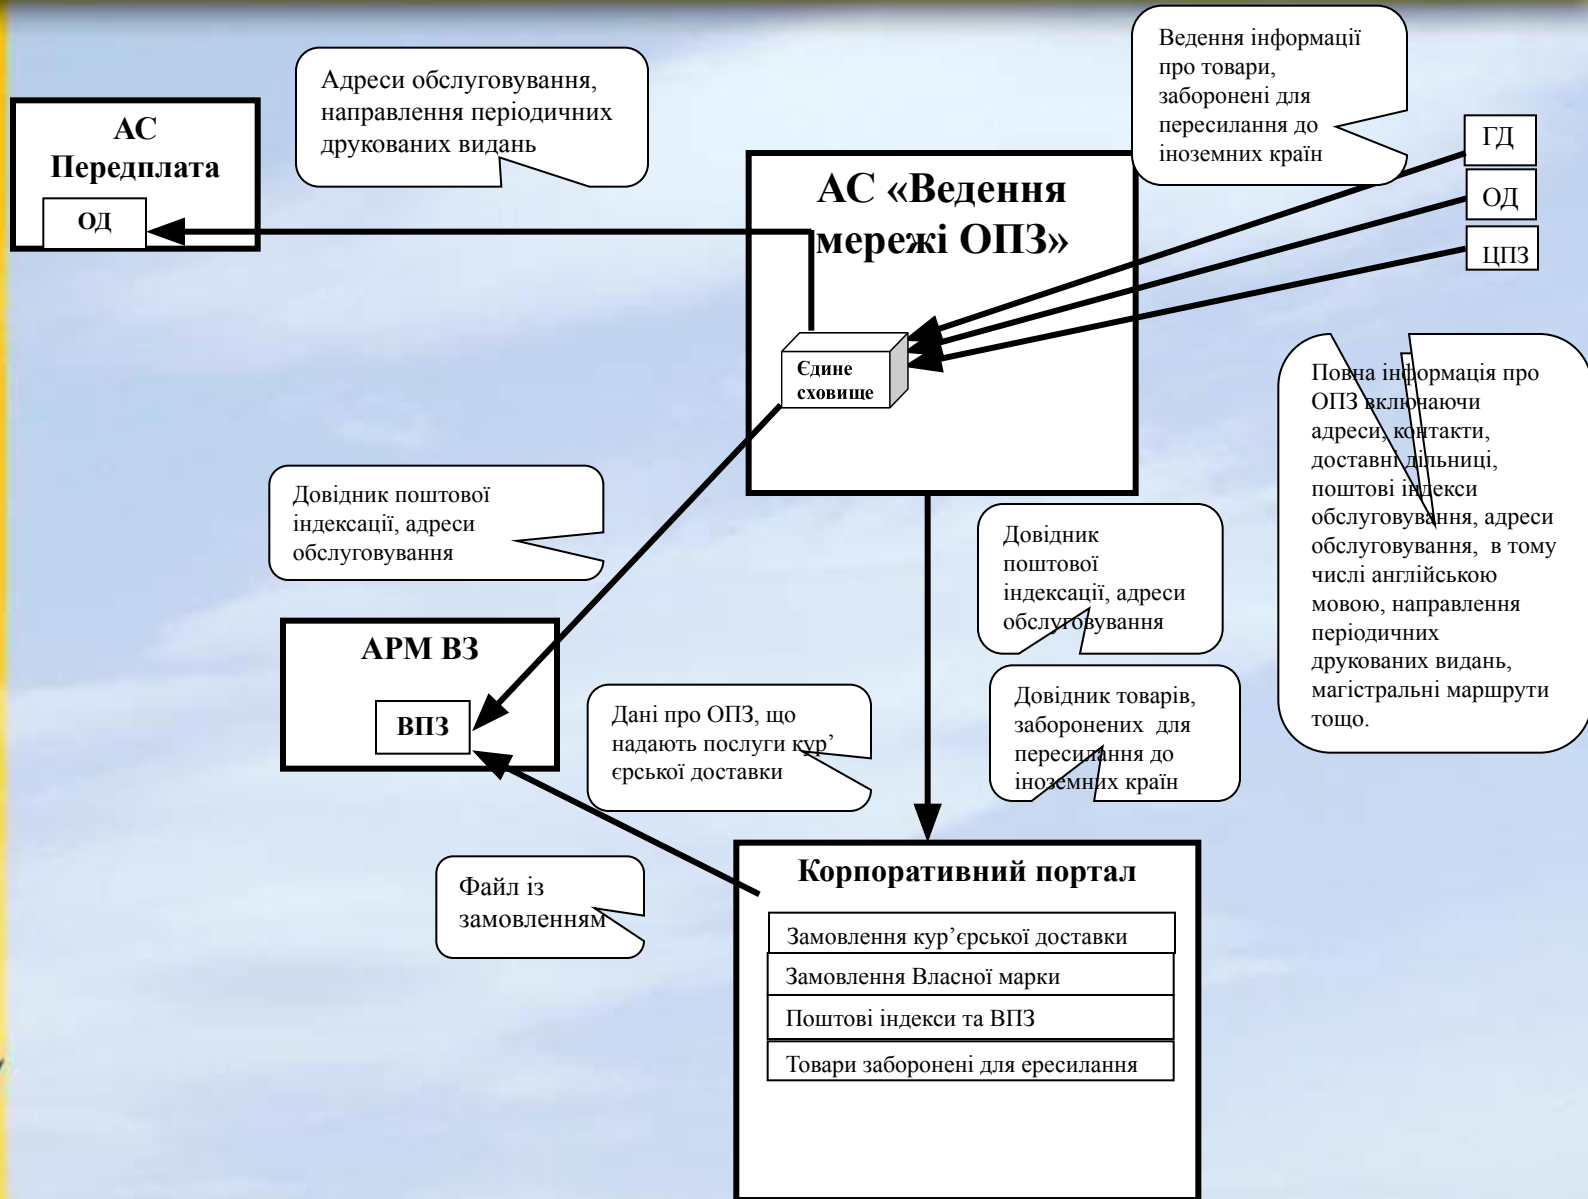 АС
Передплата
ОД
Адреси обслуговування,
направлення періодичних
друкованих видань
АС «Ведення
мережі ОПЗ»
Єдине
сховище
Ведення інформації
про товари,
заборонені для
пересилання до
іноземних країн
ГД
ОД
ЦПЗ
Повна інформація про
ОПЗ включаючи
адреси, контакти,
доставні дільниці,
поштові індекси
обслуговування, адреси
обслуговування, в тому
числі англійською
мовою, направлення
періодичних
друкованих видань,
магістральні маршрути
тощо.
Довідник поштової
індексації, адреси
обслуговування
Довідник
поштової
індексації, адреси
обслуговування
АРМ ВЗ
ВПЗ
Дані про ОПЗ, що
надають послуги кур’
єрської доставки
Довідник товарів,
заборонених для
пересилання до
іноземних країн
Файл із
замовленням
Корпоративний портал
Замовлення кур’єрської доставки
Замовлення Власної марки
Поштові індекси та ВПЗ
Товари заборонені для ересилання